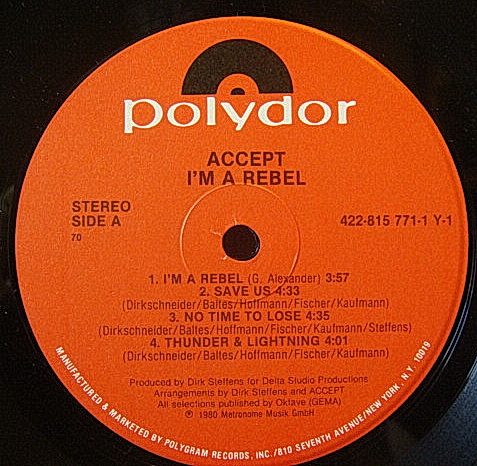 polydor
ACCEPT
I'M A REBEL
STEREO
SIDE A
70
422-815 771-1 Y-1
1. I'M A REBEL (G. Alexander) 3:57
2. SAVE US 4:33
(Dirkschneider/Baltes/Hoffmann/Fischer/Kaufmann)
3. NO TIME TO LOSE 4:35
(Dirkschneider/Baltes/Hoffmann/Fischer/Kaufmann/Steffens)
4. THUNDER & LIGHTNING 4:01
(Dirkschneider/Baltes/Hoffmann/Fischer/Kaufmann)
Produced by Dirk Steffens for Delta Studio Productions
Arrangements by Dirk Steffens and ACCEPT
All selections published by Oktave (GEMA)
℗ 1980 Metronome Musik GmbH
MANUFACTURED & MARKETED BY POLYGRAM RECORDS, INC./810 SEVENTH AVENUE/NEW YORK, N.Y. 10019